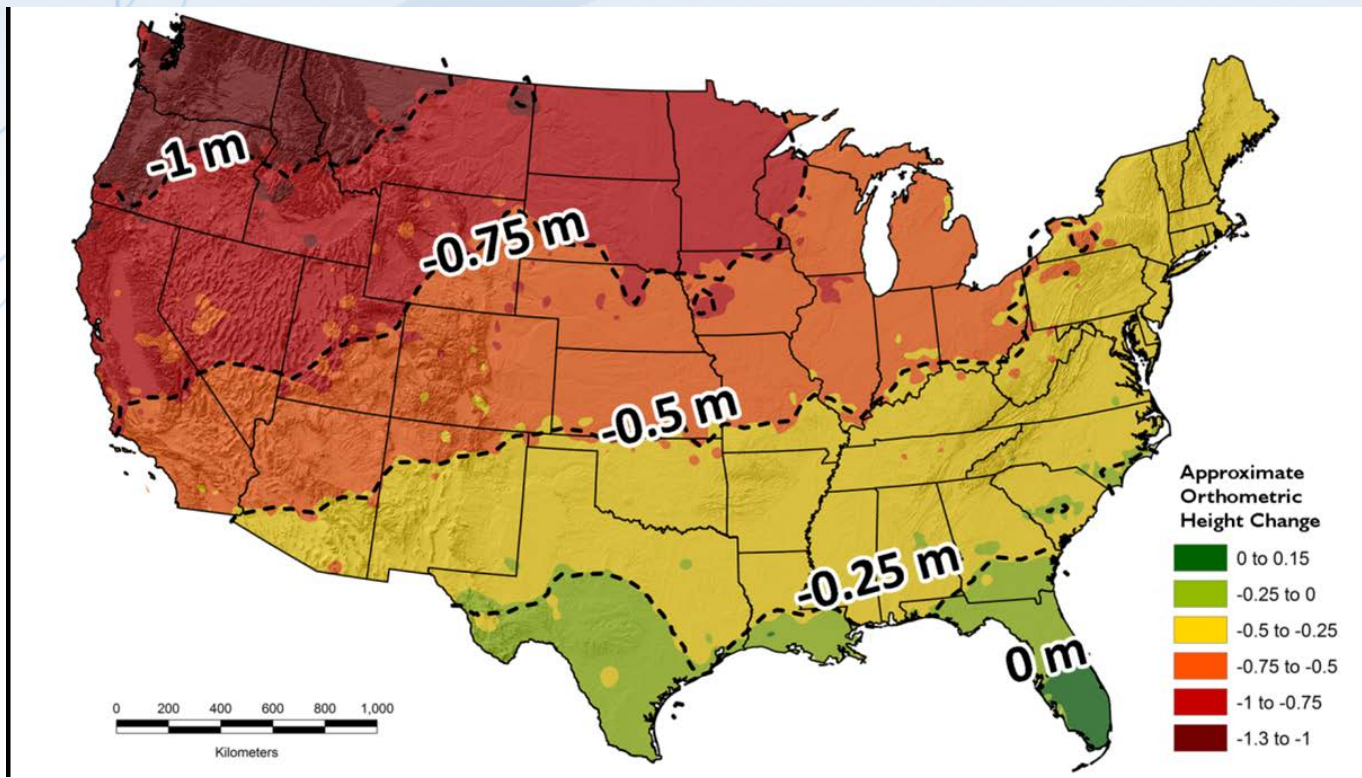 -1 m
-0.75 m
-0.5 m
-0.25 m
0 m
Approximate
Orthometric
Height Change
0 to 0.15
-0.25 to 0
-0.5 to -0.25
-0.75 to -0.5
-1 to -0.75
-1.3 to -1
0 200 400 600 800 1,000
Kilometers